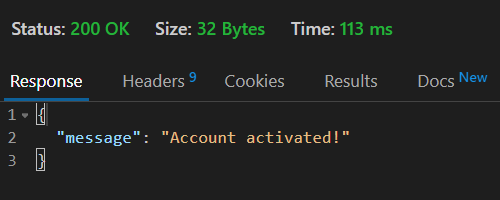 Status: 200 OK Size: 32 Bytes Time: 113 ms
Response Headers 9 Cookies Results Docs New
1 {
2 "message": "Account activated!"
3 }